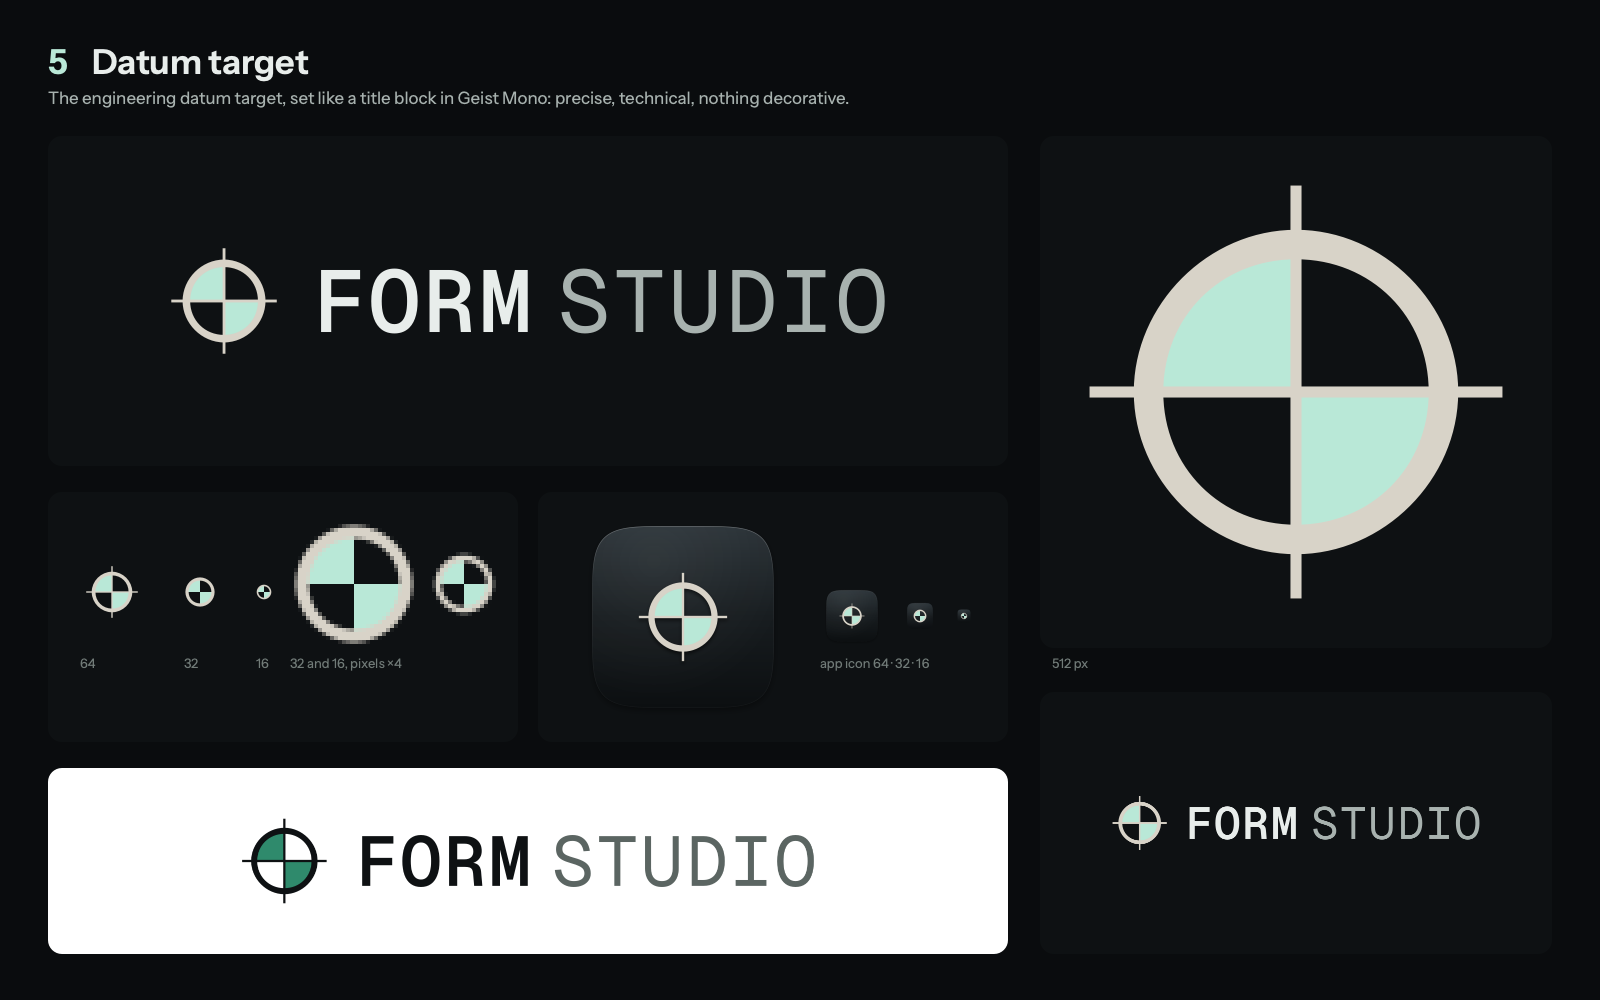 5 Datum target
The engineering datum target, set like a title block in Geist Mono: precise, technical, nothing decorative.
FORM STUDIO
64
32
16
32 and 16, pixels ×4
app icon 64·32·16
512 px
FORM STUDIO
FORM STUDIO